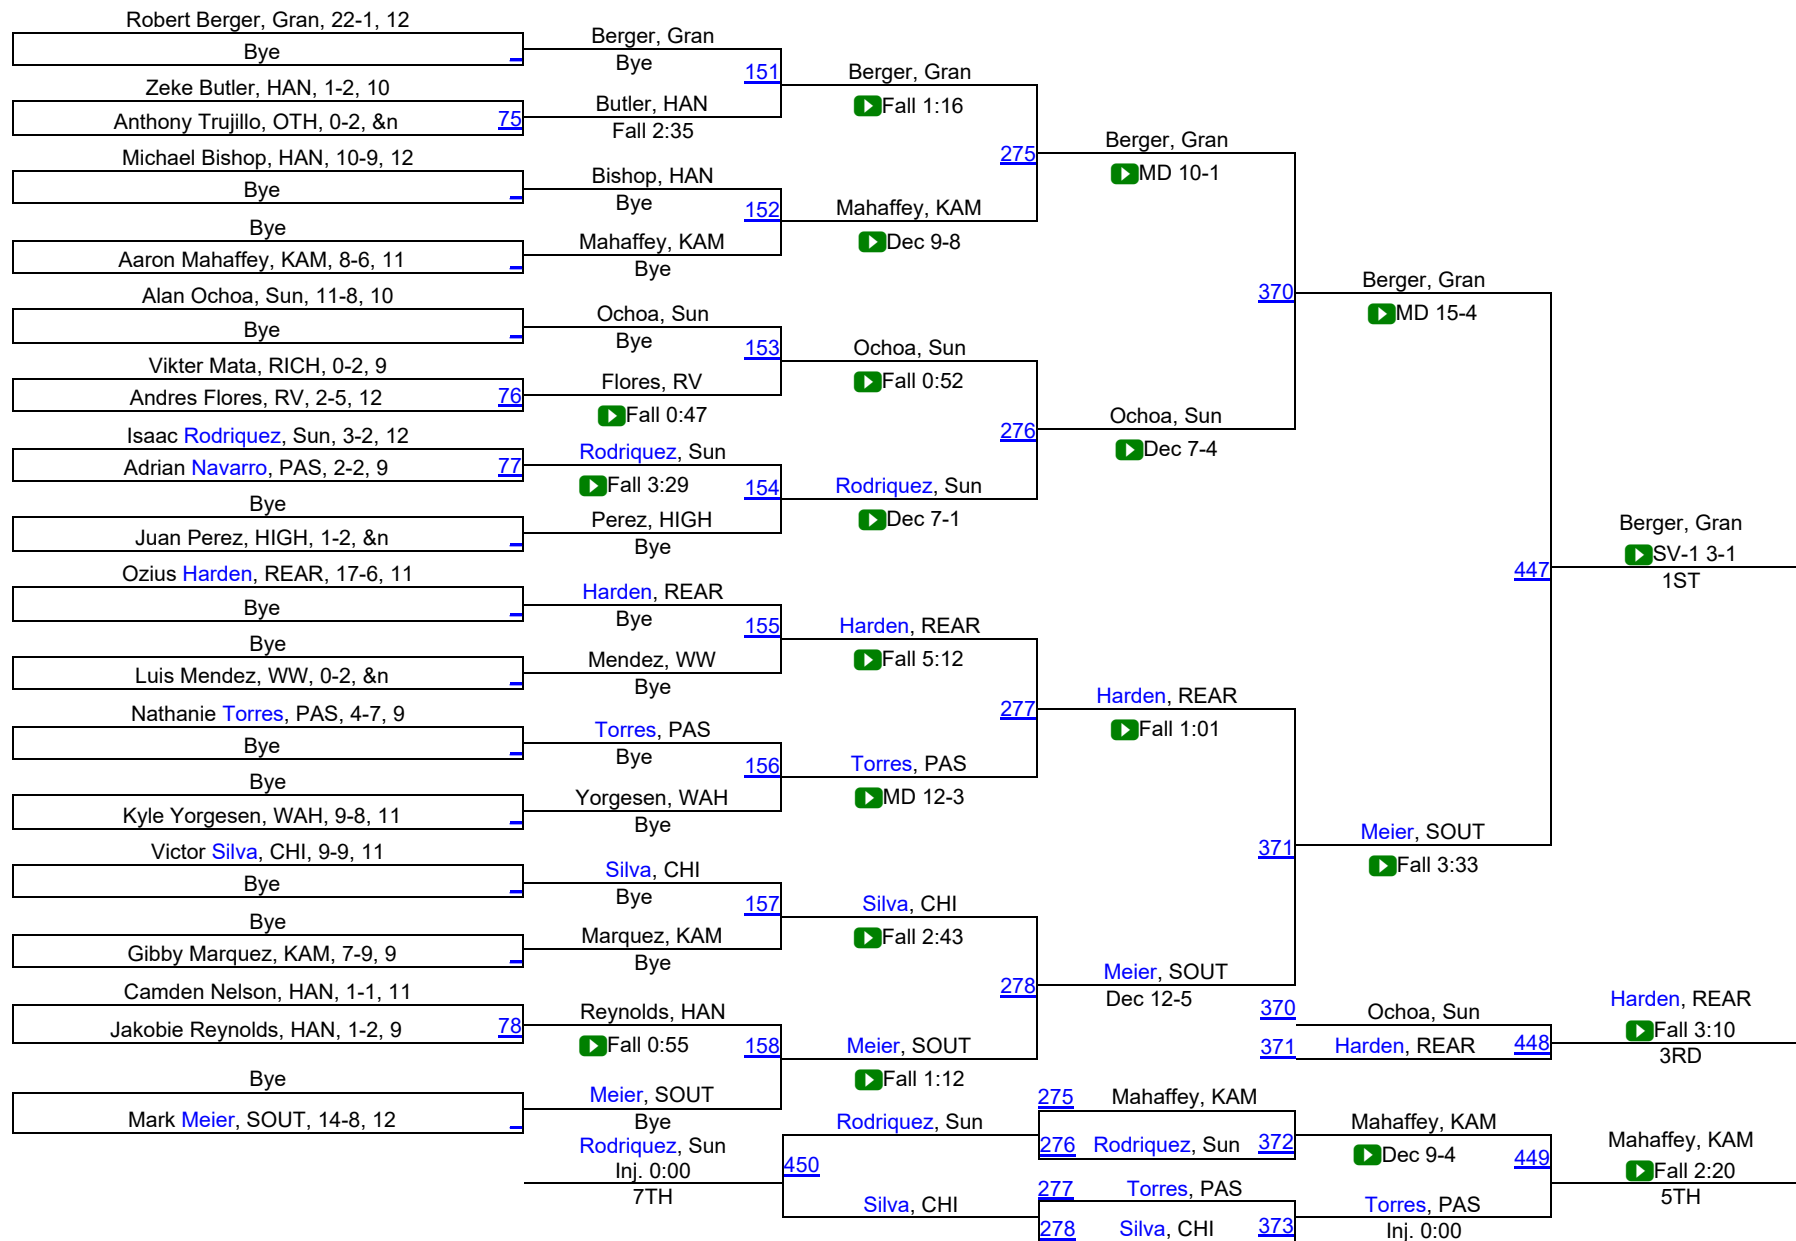 Robert Berger, Gran, 22-1, 12
Bye
Zeke Butler, HAN, 1-2, 10
Anthony Trujillo, OTH, 0-2, &n 75
Michael Bishop, HAN, 10-9, 12
Bye
Bye
Aaron Mahaffey, KAM, 8-6, 11
Alan Ochoa, Sun, 11-8, 10
Bye
Vikter Mata, RICH, 0-2, 9
Andres Flores, RV, 2-5, 12 76
Isaac Rodriquez, Sun, 3-2, 12
Adrian Navarro, PAS, 2-2, 9 77
Bye
Juan Perez, HIGH, 1-2, &n
Ozius Harden, REAR, 17-6, 11
Bye
Bye
Luis Mendez, WW, 0-2, &n
Nathanie Torres, PAS, 4-7, 9
Bye
Bye
Kyle Yorgesen, WAH, 9-8, 11
Victor Silva, CHI, 9-9, 11
Bye
Bye
Gibby Marquez, KAM, 7-9, 9
Camden Nelson, HAN, 1-1, 11
Jakobie Reynolds, HAN, 1-2, 9 78
Bye
Mark Meier, SOUT, 14-8, 12
Berger, Gran
Bye
151
Butler, HAN
Fall 2:35
Bishop, HAN
Bye
152
Mahaffey, KAM
Bye
Ochoa, Sun
Bye
153
Flores, RV
Fall 0:47
Rodriquez, Sun
Fall 3:29
154
Perez, HIGH
Bye
Harden, REAR
Bye
155
Mendez, WW
Bye
Torres, PAS
Bye
156
Yorgesen, WAH
Bye
Silva, CHI
Bye
157
Marquez, KAM
Bye
Reynolds, HAN
Fall 0:55
158
Meier, SOUT
Bye
Berger, Gran
Fall 1:16
275
Mahaffey, KAM
Dec 9-8
Ochoa, Sun
Fall 0:52
276
Rodriquez, Sun
Dec 7-1
Harden, REAR
Fall 5:12
277
Torres, PAS
MD 12-3
Silva, CHI
Fall 2:43
278
Meier, SOUT
Fall 1:12
Berger, Gran
MD 10-1
370
Ochoa, Sun
Dec 7-4
Harden, REAR
Fall 1:01
371
Meier, SOUT
Dec 12-5
Berger, Gran
MD 15-4
447
Meier, SOUT
Fall 3:33
Berger, Gran
SV-1 3-1
1ST
370 Ochoa, Sun
371 Harden, REAR 448
Harden, REAR
Fall 3:10
3RD
275 Mahaffey, KAM
276 Rodriquez, Sun 372
277 Torres, PAS
278 Silva, CHI 373
Mahaffey, KAM
Dec 9-4
449
Torres, PAS
Inj. 0:00
Mahaffey, KAM
Fall 2:20
5TH
Rodriquez, Sun
450
Silva, CHI
Rodriquez, Sun
Inj. 0:00
7TH